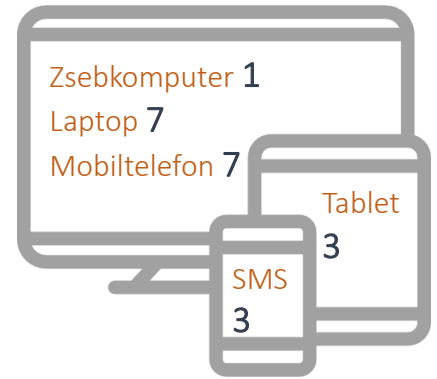 Zsebkomputer 1
Laptop 7
Mobiltelefon 7
Tablet
3
SMS
3